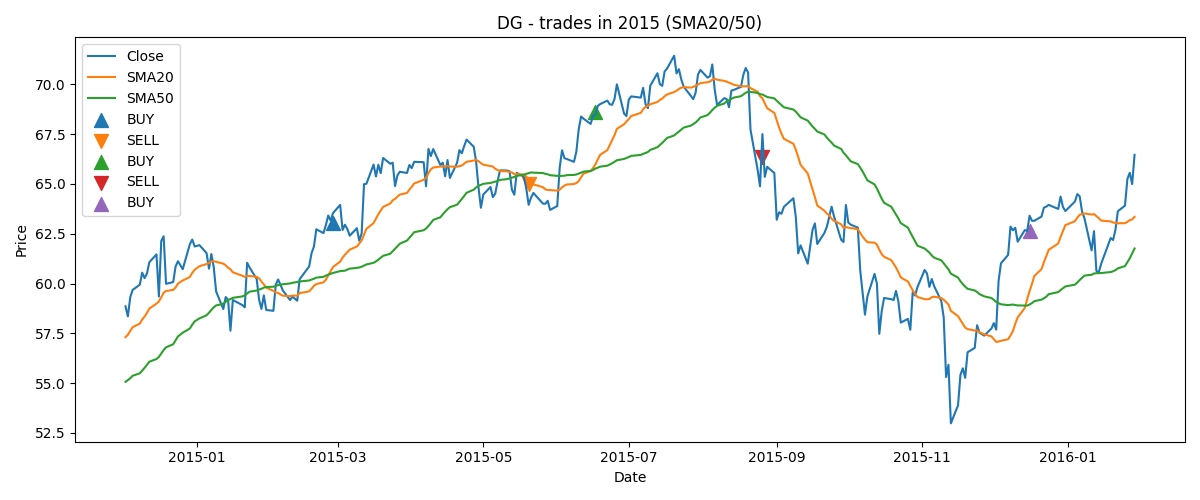 DG - trades in 2015 (SMA20/50)
Close
SMA20
SMA50
BUY
SELL
BUY
SELL
BUY
Price
70.0
67.5
65.0
62.5
60.0
57.5
55.0
52.5
2015-01 2015-03 2015-05 2015-07 2015-09 2015-11 2016-01
Date